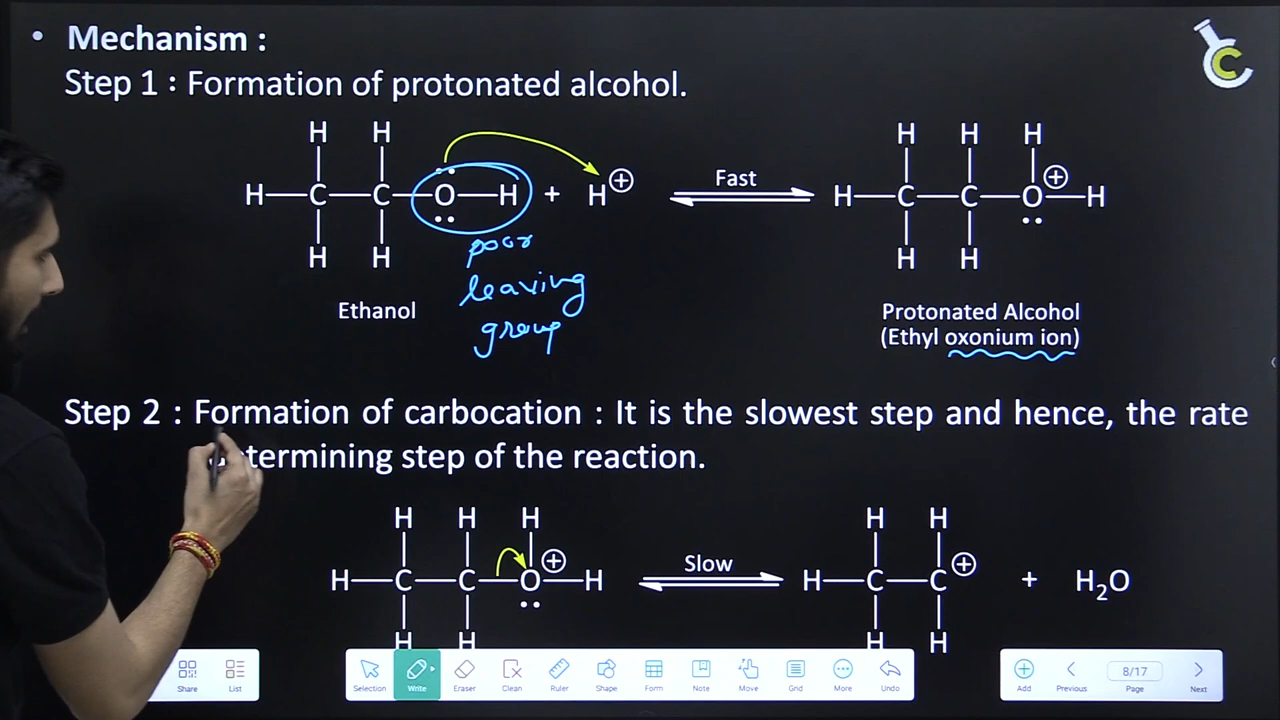 • Mechanism :
Step 1 : Formation of protonated alcohol.
H H H H H
H C C O H + H⊕ Fast H C C O⊕ H
H H H H
poor
leaving
group
Ethanol
Protonated Alcohol
(Ethyl oxonium ion)
Step 2 : Formation of carbocation : It is the slowest step and hence, the rate
determining step of the reaction.
H H H H H
H C C O⊕ H Slow H C C⊕ + H₂O
H H H H
Share List Selection Write Eraser Clean Ruler Shape Form Note Move Grid More Undo Add Previous 8/17 Page Next
C